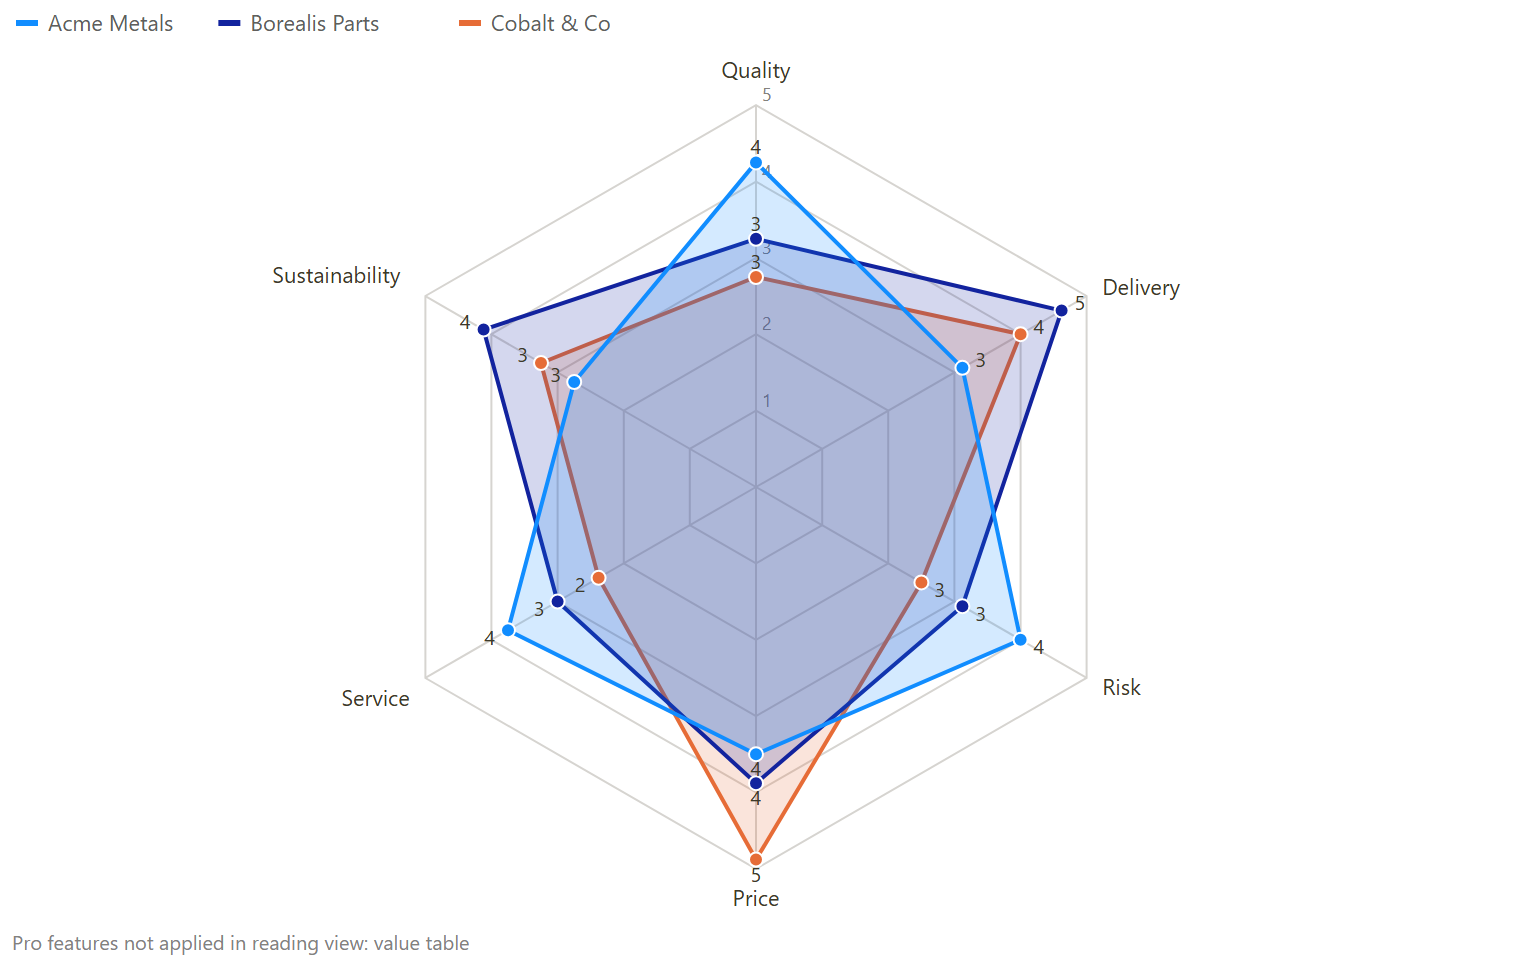 Acme Metals Borealis Parts Cobalt & Co
Quality
5
4
4
3
3
3
2
1
Sustainability
Delivery
4
3
3
5
4
3
2
3
4
3
3
4
Service
Risk
4
4
5
Price
Pro features not applied in reading view: value table